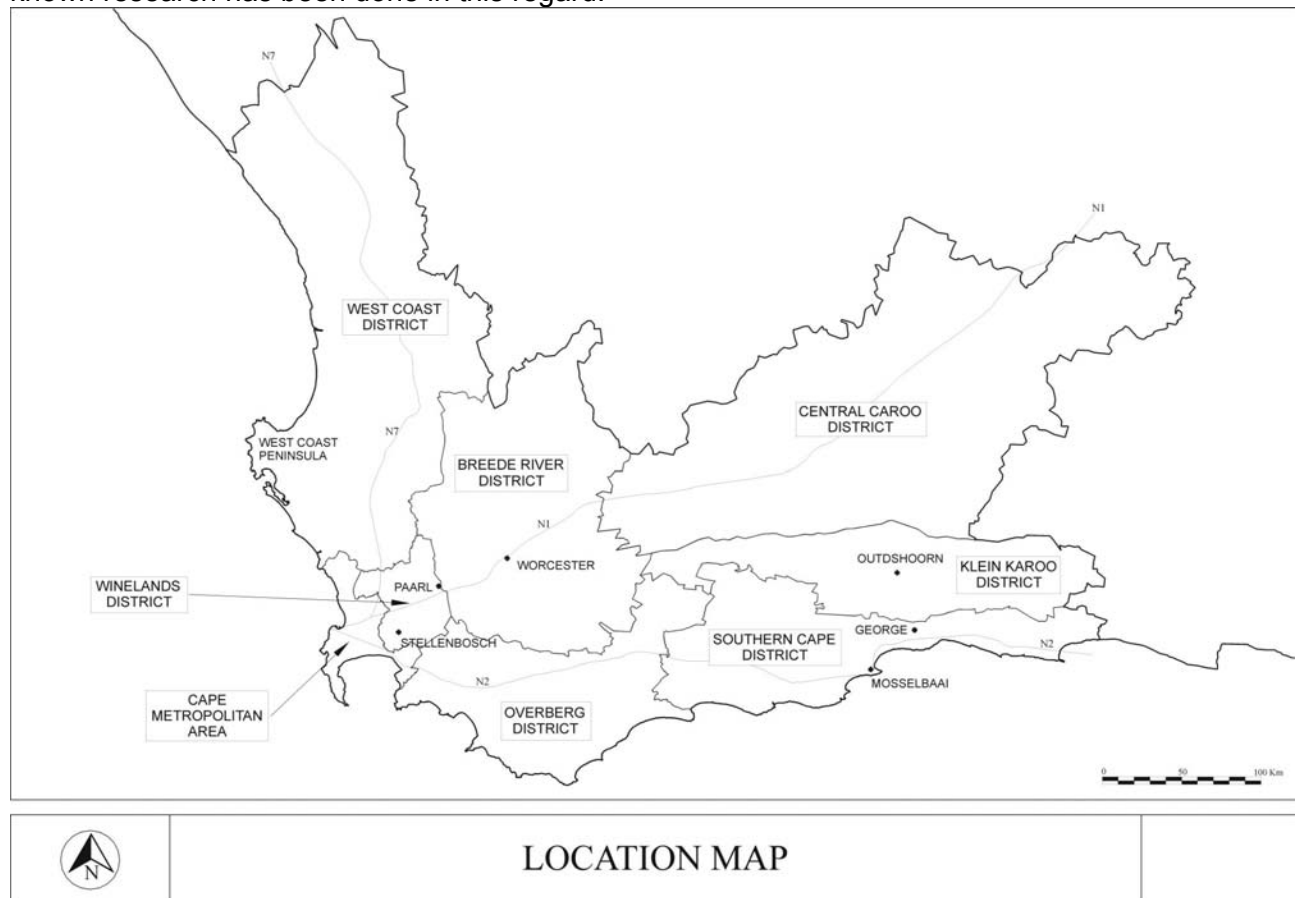 known research has been done in this regard.
N7
N1
WEST COAST
DISTRICT
CENTRAL CAROO
DISTRICT
N7
WEST COAST
PENINSULA
BREEDE RIVER
DISTRICT
N1
WORCESTER
OUTDSHOORN
KLEIN KAROO
DISTRICT
WINELANDS
DISTRICT
PAARL
STELLENBOSCH
GEORGE
SOUTHERN CAPE
DISTRICT
N2
MOSSELBAAI
N2
CAPE
METROPOLITAN
AREA
OVERBERG
DISTRICT
0 50 100 Km
N
LOCATION MAP